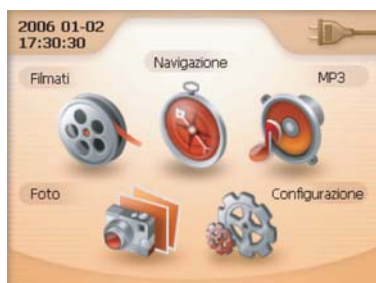 2006 01-02
17:30:30
Navigazione
Filmati
MP3
Foto
Configurazione